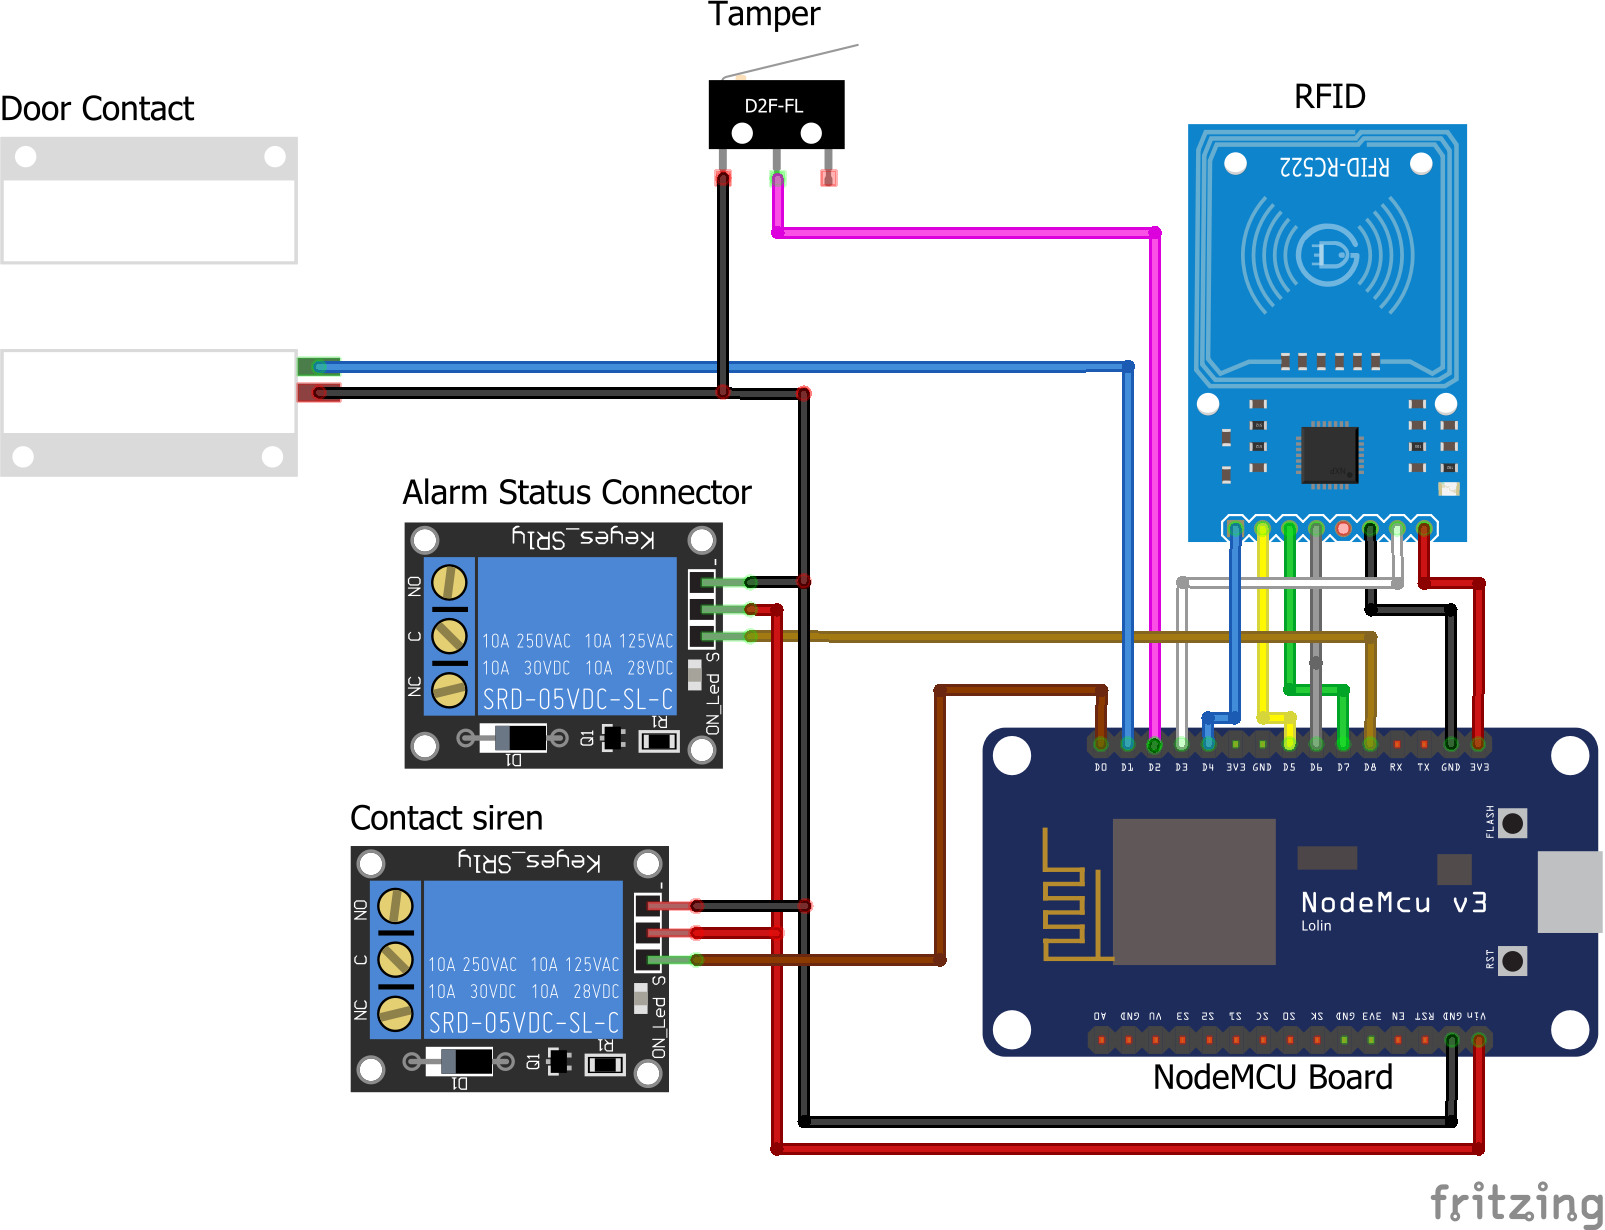 Tamper
D2F-FL
Door Contact
RFID
RFID-RC522
Alarm Status Connector
Keyes_SR1y
NO
C
NC
10A 250VAC 10A 125VAC
10A 30VDC 10A 28VDC
SRD-05VDC-SL-C
ON_Led
S
-
D1
Q1
R1
Contact siren
Keyes_SR1y
NO
C
NC
10A 250VAC 10A 125VAC
10A 30VDC 10A 28VDC
SRD-05VDC-SL-C
ON_Led
S
-
D1
Q1
R1
D0 D1 D2 D3 D4 3V3 GND D5 D6 D7 D8 RX TX GND 3V3
FLASH
NodeMcu v3
Lolin
RST
A0 GND VU S3 S2 S1 SC SO SK GND 3V3 EN RST GND Vin
NodeMCU Board
fritzing